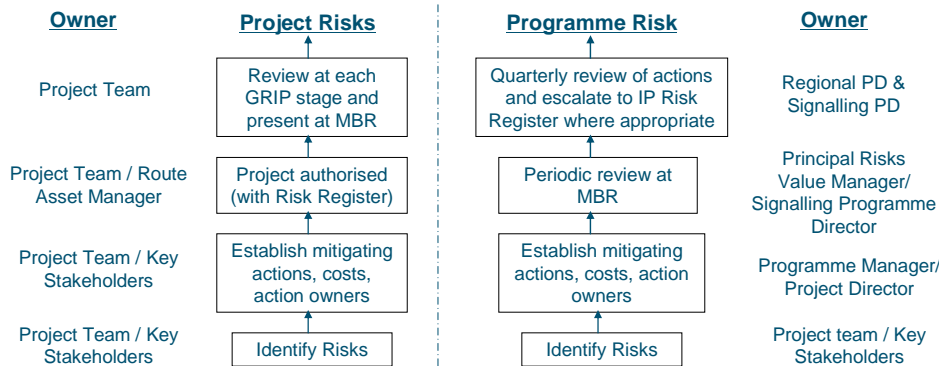 Owner
Project Risks
Programme Risk
Owner
Project Team
Review at each
GRIP stage and
present at MBR
Quarterly review of actions
and escalate to IP Risk
Register where appropriate
Regional PD &
Signalling PD
Project Team / Route
Asset Manager
Project authorised
(with Risk Register)
Periodic review at
MBR
Principal Risks
Value Manager/
Signalling Programme
Director
Project Team / Key
Stakeholders
Establish mitigating
actions, costs,
action owners
Establish mitigating
actions, costs,
action owners
Programme Manager/
Project Director
Project Team / Key
Stakeholders
Identify Risks
Identify Risks
Project team / Key
Stakeholders